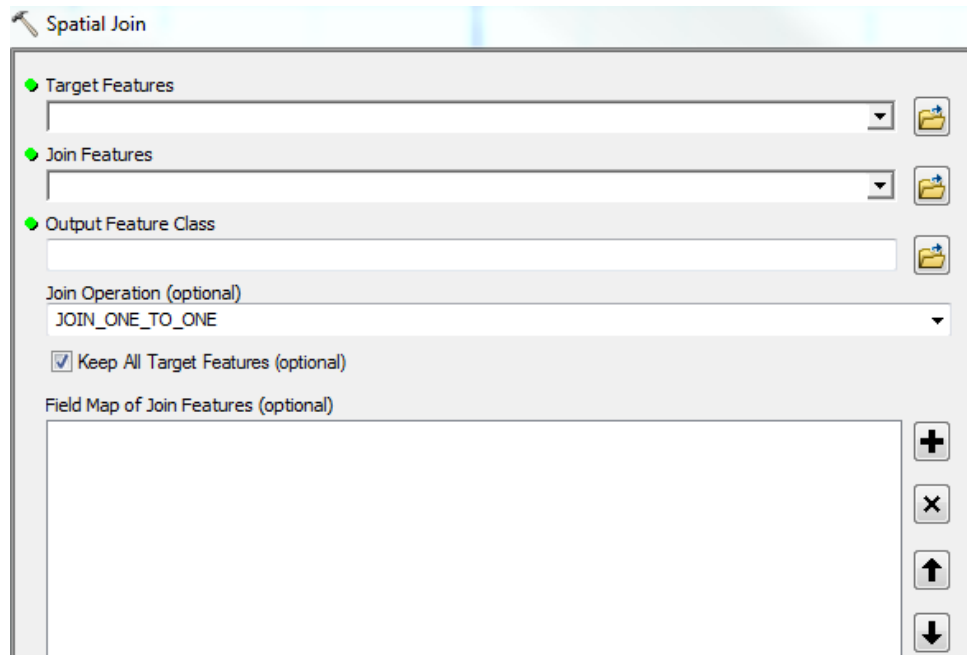 Spatial Join
Target Features
Join Features
Output Feature Class
Join Operation (optional)
JOIN_ONE_TO_ONE
Keep All Target Features (optional)
Field Map of Join Features (optional)